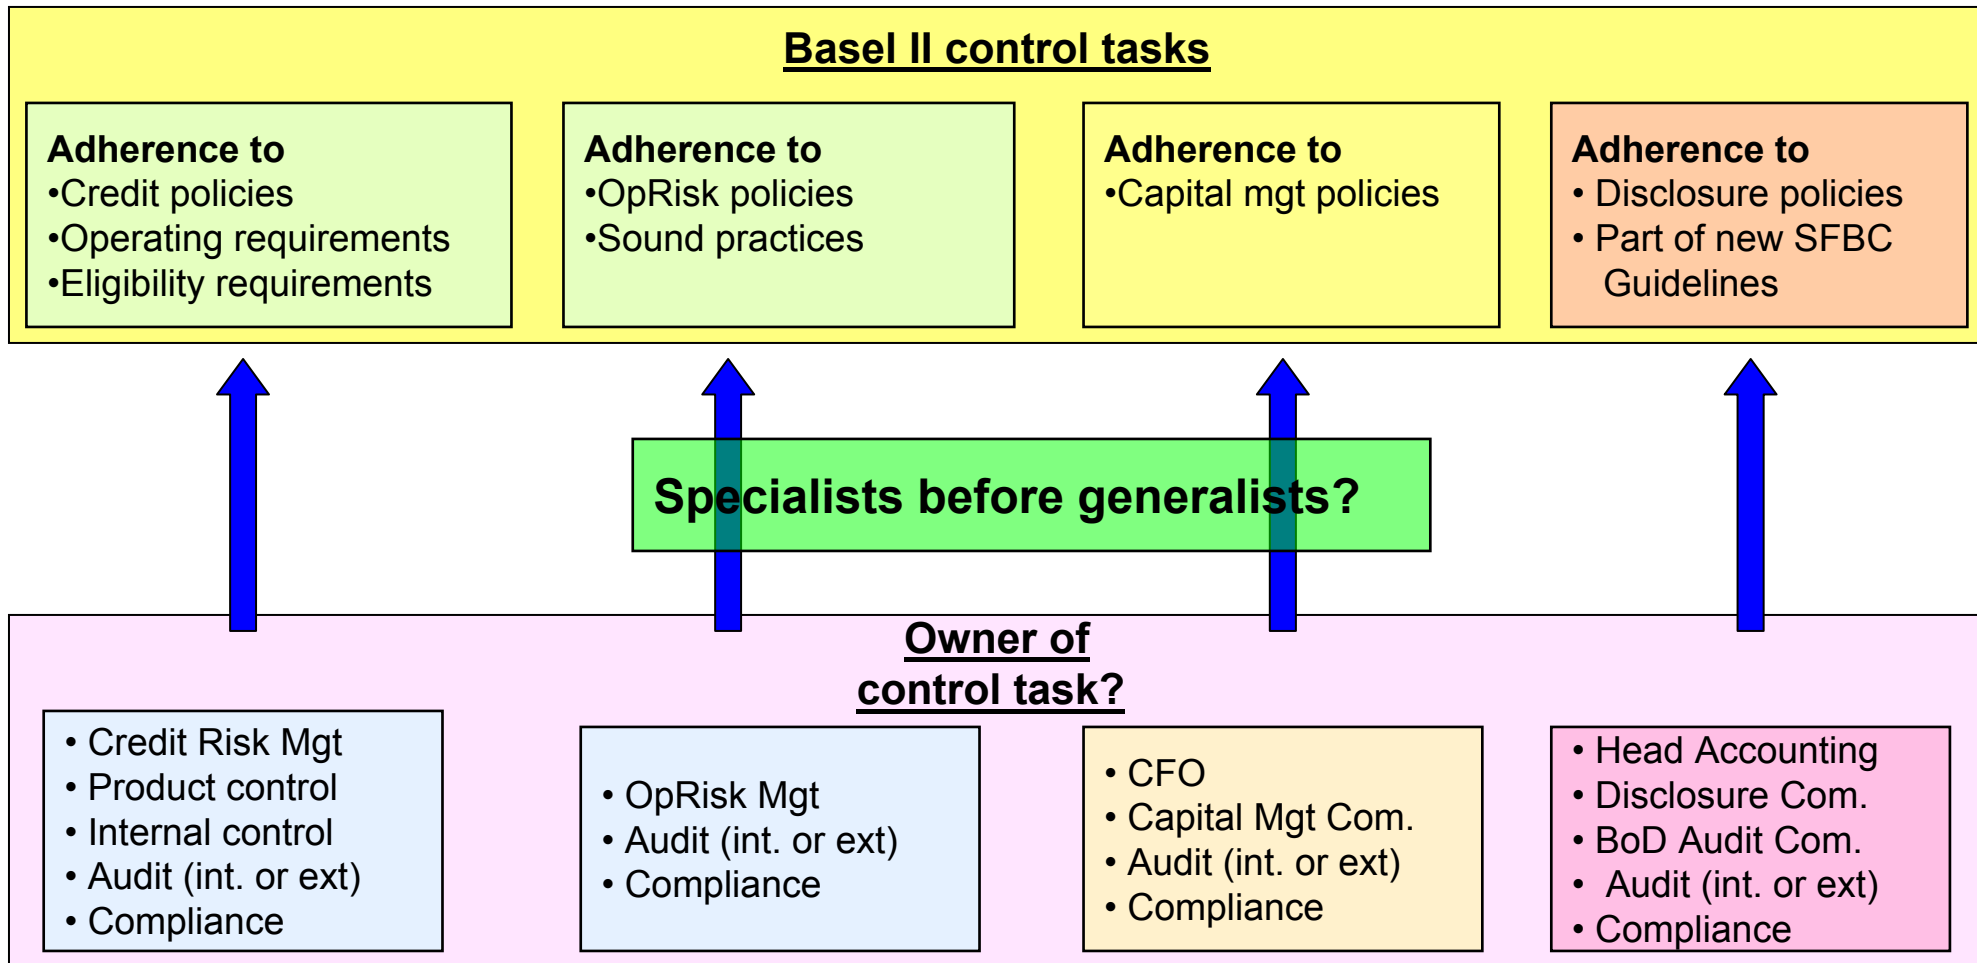 Basel II control tasks
Adherence to
•Credit policies
•Operating requirements
•Eligibility requirements
Adherence to
•OpRisk policies
•Sound practices
Adherence to
•Capital mgt policies
Adherence to
• Disclosure policies
• Part of new SFBC
Guidelines
Specialists before generalists?
Owner of
control task?
• Credit Risk Mgt
• Product control
• Internal control
• Audit (int. or ext)
• Compliance
• OpRisk Mgt
• Audit (int. or ext)
• Compliance
• CFO
• Capital Mgt Com.
• Audit (int. or ext)
• Compliance
• Head Accounting
• Disclosure Com.
• BoD Audit Com.
• Audit (int. or ext)
• Compliance